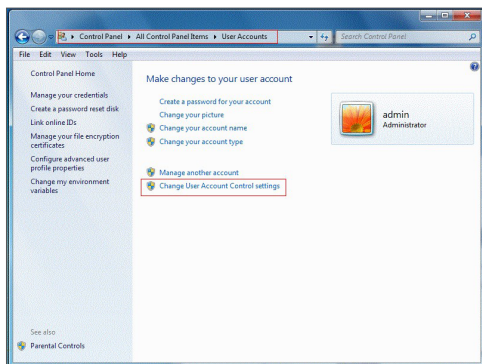 Control Panel ▸ All Control Panel Items ▸ User Accounts
Search Control Panel
File Edit View Tools Help
Control Panel Home
Manage your credentials
Create a password reset disk
Link online IDs
Manage your file encryption
certificates
Configure advanced user
profile properties
Change my environment
variables
See also
Parental Controls
Make changes to your user account
Create a password for your account
Change your picture
Change your account name
Change your account type
Manage another account
Change User Account Control settings
admin
Administrator